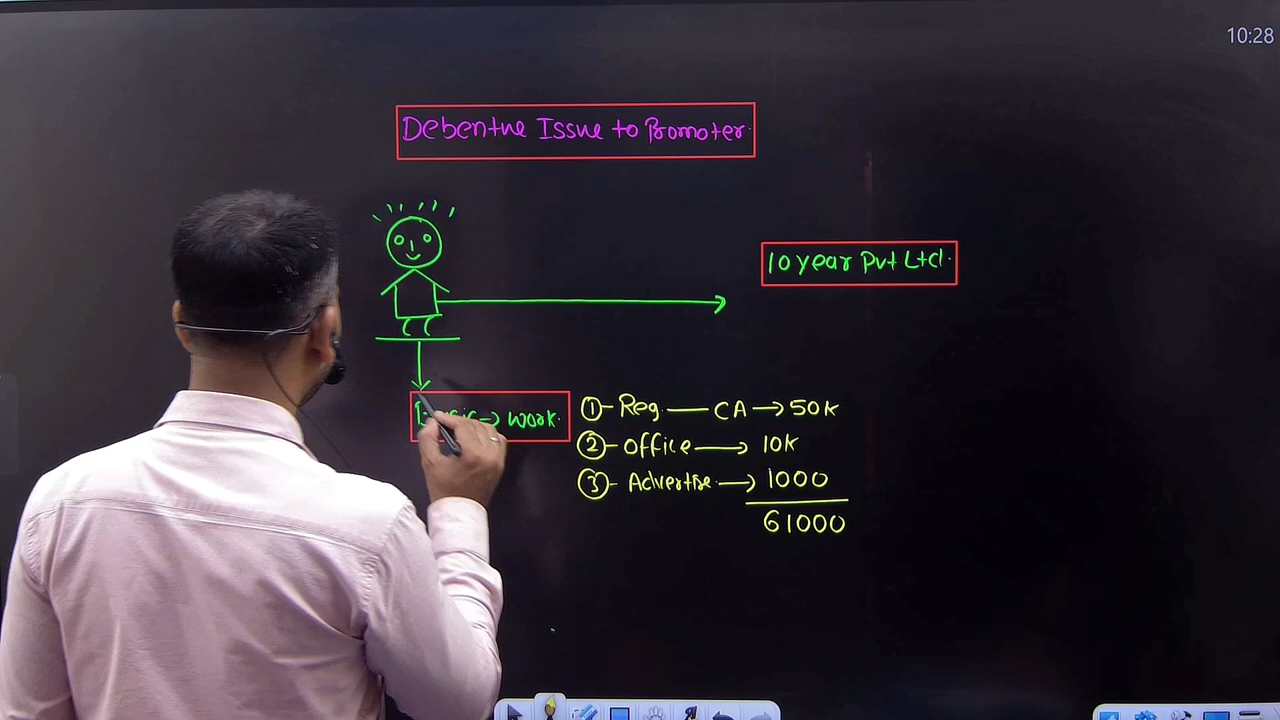 10:28
Debenture Issue to Promoter.
10 year Pvt Ltd.
→ Work.
① - Reg. — CA → 50K
② - Office → 10K
③ - Advertise → 1000
61000